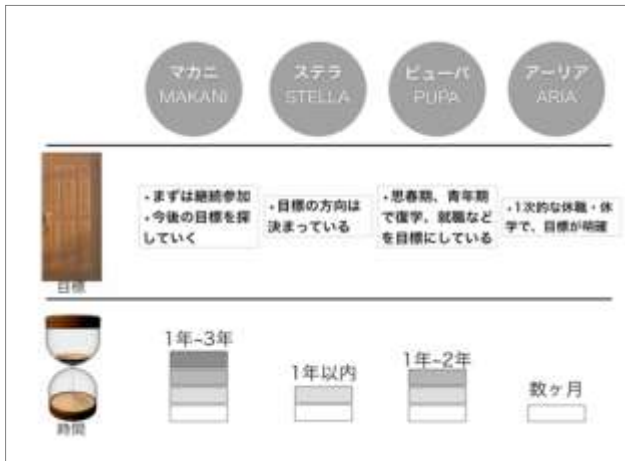 マカニ
MAKANI
ステラ
STELLA
ピューパ
PUPA
アーリア
ARIA
・まずは継続参加
・今後の目標を探
していく
・目標の方向は
決まっている
・思春期、青年期
で復学、就職など
を目標にしている
・1次的な休職・休
学で、目標が明確
目標
1年~3年
1年以内
1年~2年
数ヶ月
時間